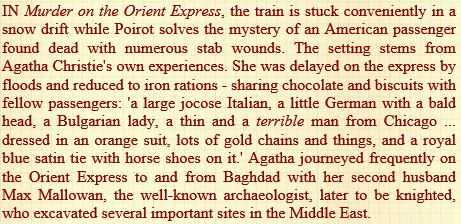 IN Murder on the Orient Express, the train is stuck conveniently in a
snow drift while Poirot solves the mystery of an American passenger
found dead with numerous stab wounds. The setting stems from
Agatha Christie's own experiences. She was delayed on the express by
floods and reduced to iron rations - sharing chocolate and biscuits with
fellow passengers: 'a large jocose Italian, a little German with a bald
head, a Bulgarian lady, a thin and a terrible man from Chicago ...
dressed in an orange suit, lots of gold chains and things, and a royal
blue satin tie with horse shoes on it.' Agatha journeyed frequently on
the Orient Express to and from Baghdad with her second husband
Max Mallowan, the well-known archaeologist, later to be knighted,
who excavated several important sites in the Middle East.